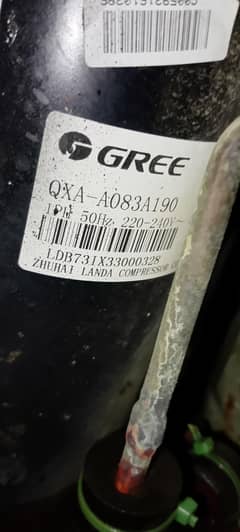 GREE
QXA-A083A190
1PH 50Hz 220-240V~
LDB731X33000328
ZHUHAI LANDA COMPRESSOR